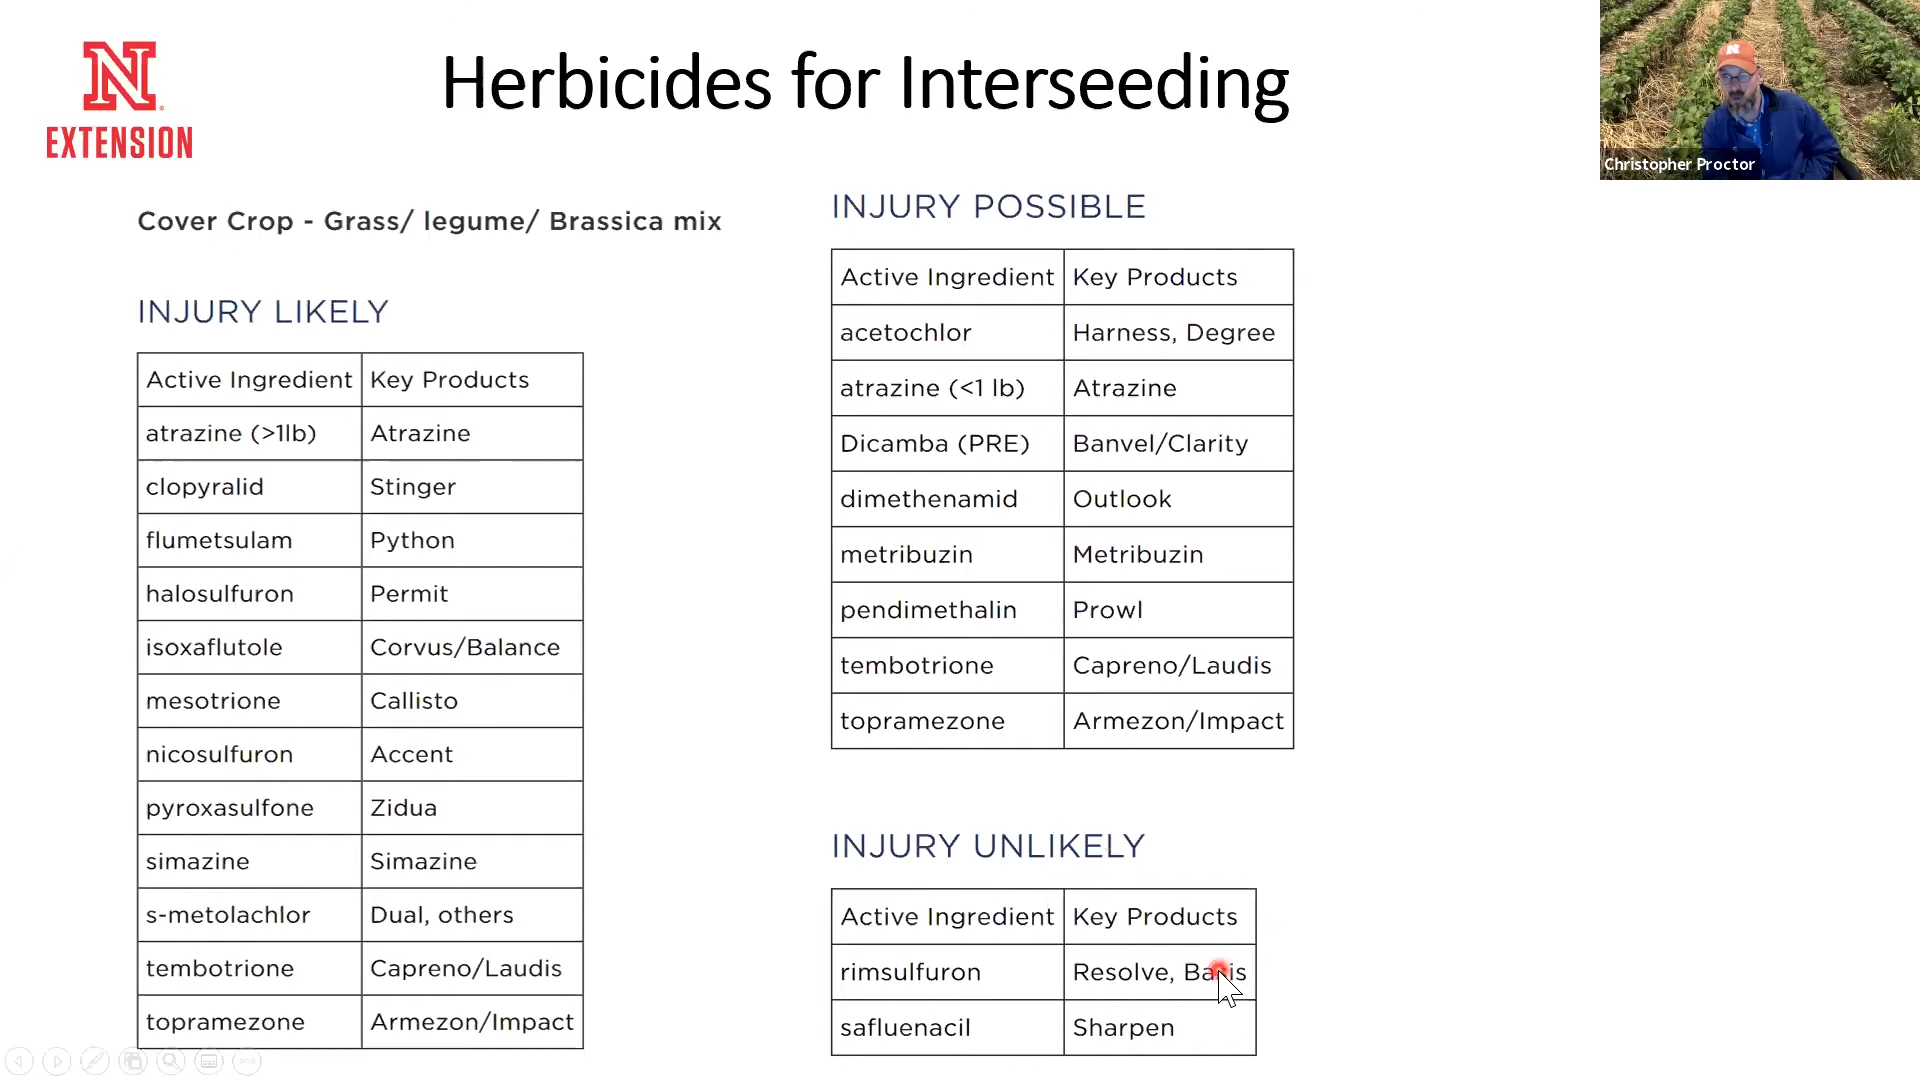 Herbicides for Interseeding
N
EXTENSION
Christopher Proctor
Cover Crop - Grass/ legume/ Brassica mix
INJURY LIKELY
Active Ingredient Key Products
atrazine (>1lb) Atrazine
clopyralid Stinger
flumetsulam Python
halosulfuron Permit
isoxaflutole Corvus/Balance
mesotrione Callisto
nicosulfuron Accent
pyroxasulfone Zidua
simazine Simazine
s-metolachlor Dual, others
tembotrione Capreno/Laudis
topramezone Armezon/Impact
INJURY POSSIBLE
Active Ingredient Key Products
acetochlor Harness, Degree
atrazine (<1 lb) Atrazine
Dicamba (PRE) Banvel/Clarity
dimethenamid Outlook
metribuzin Metribuzin
pendimethalin Prowl
tembotrione Capreno/Laudis
topramezone Armezon/Impact
INJURY UNLIKELY
Active Ingredient Key Products
rimsulfuron Resolve, Basis
safluenacil Sharpen